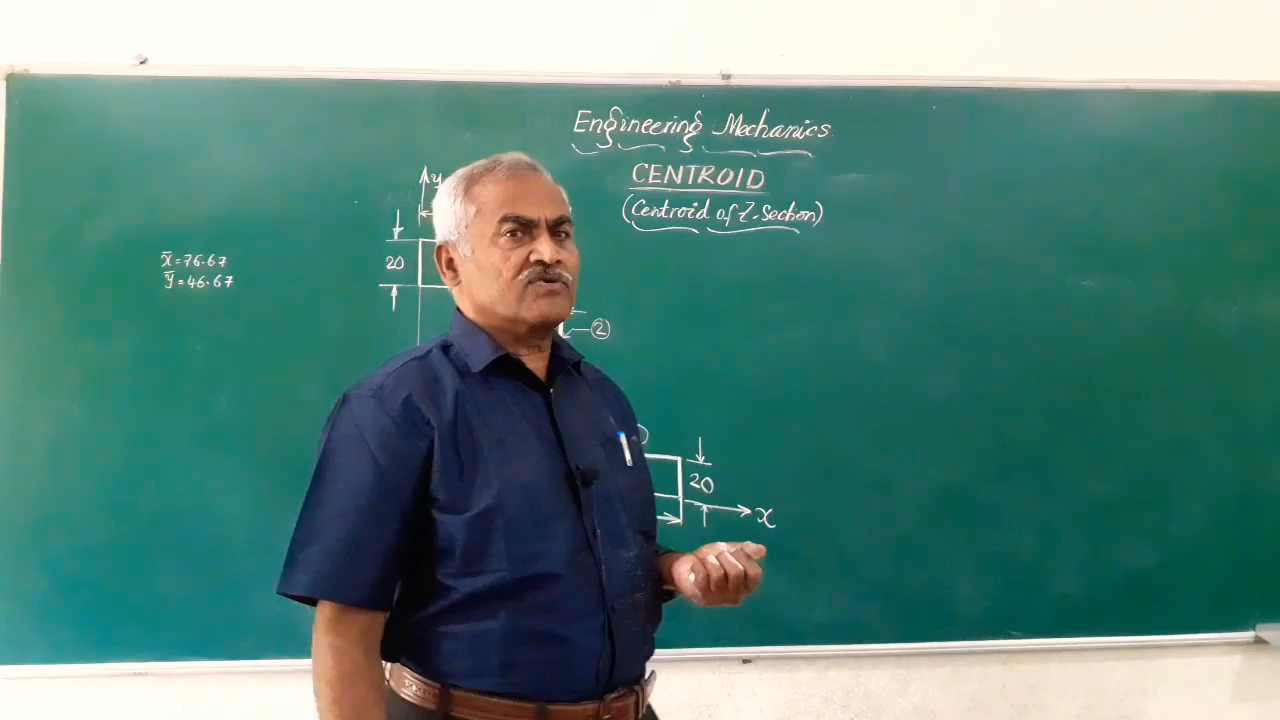 Engineering Mechanics
CENTROID
(Centroid of Z-Section)
y
20
x̄ = 76.67
ȳ = 46.67
②
20
x